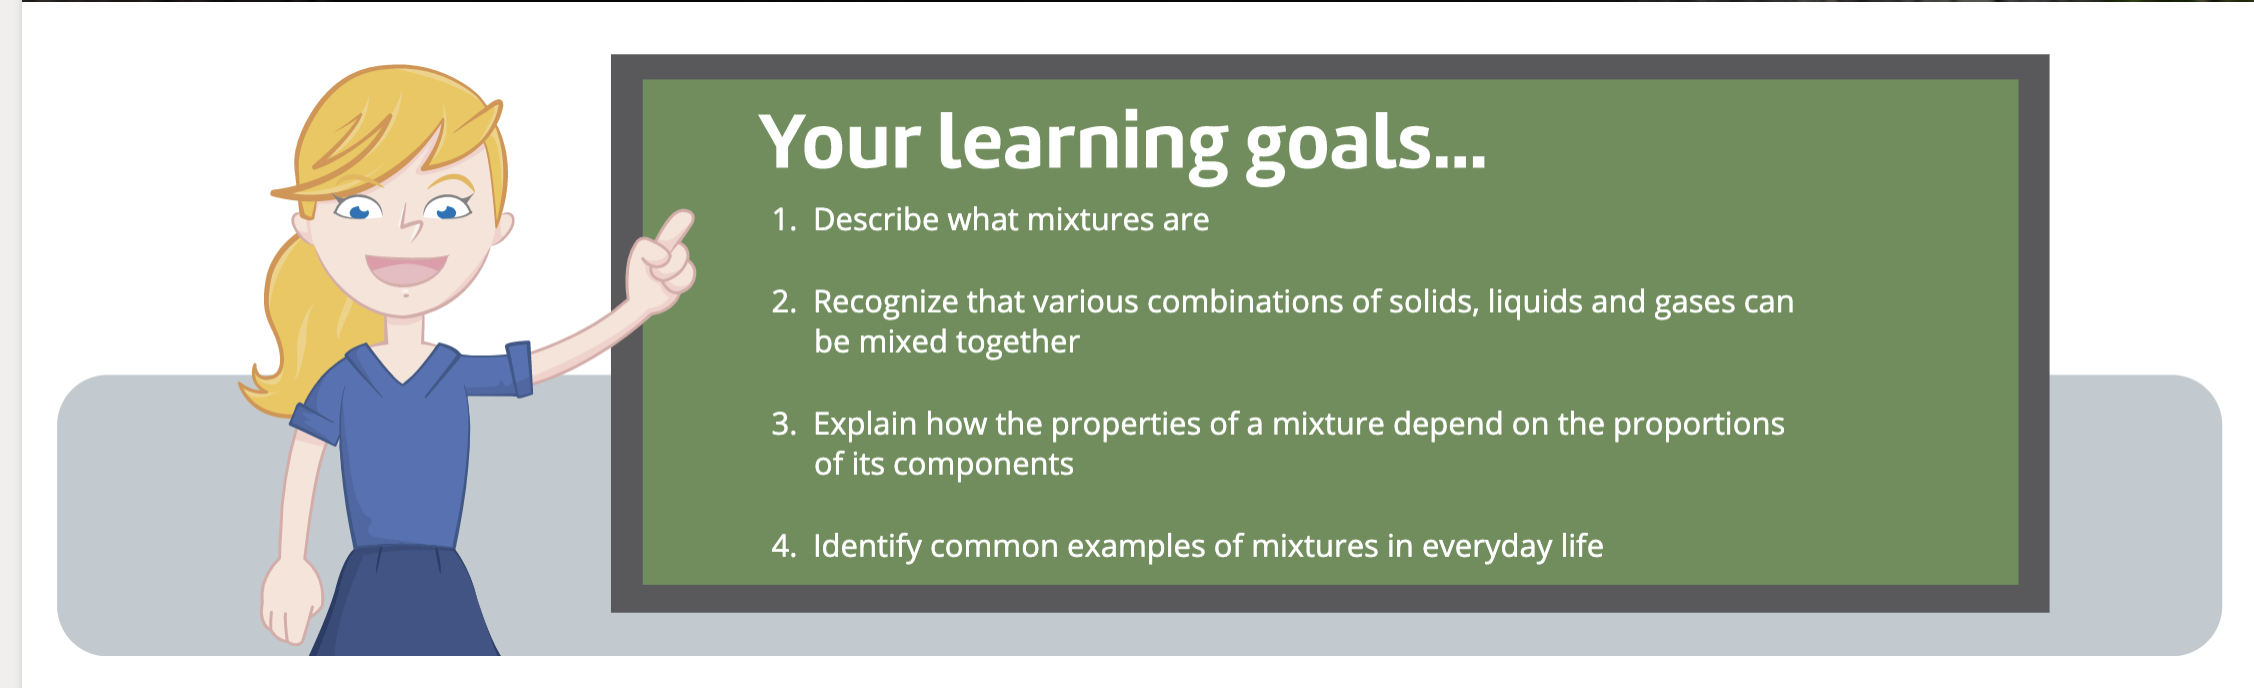 Your learning goals...
1. Describe what mixtures are
2. Recognize that various combinations of solids, liquids and gases can
be mixed together
3. Explain how the properties of a mixture depend on the proportions
of its components
4. Identify common examples of mixtures in everyday life